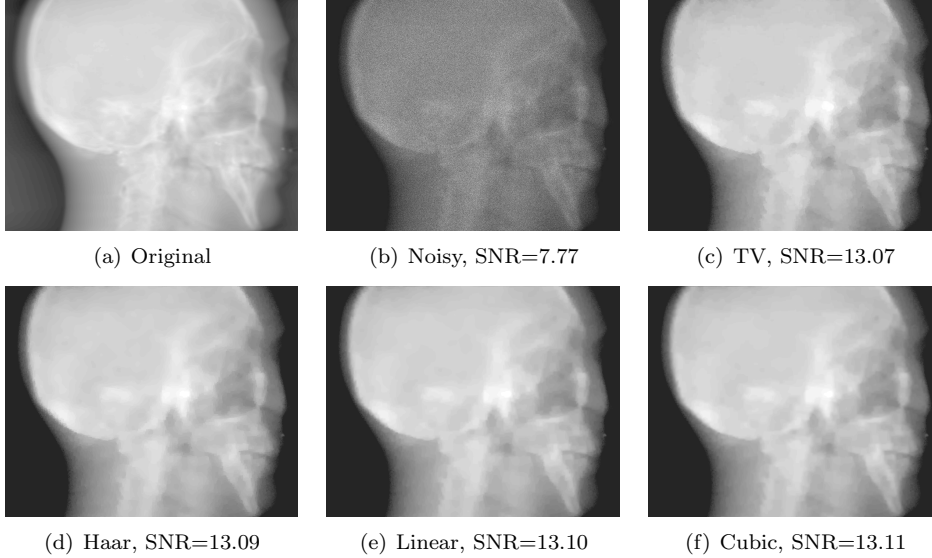 (a) Original
(b) Noisy, SNR=7.77
(c) TV, SNR=13.07
(d) Haar, SNR=13.09
(e) Linear, SNR=13.10
(f) Cubic, SNR=13.11